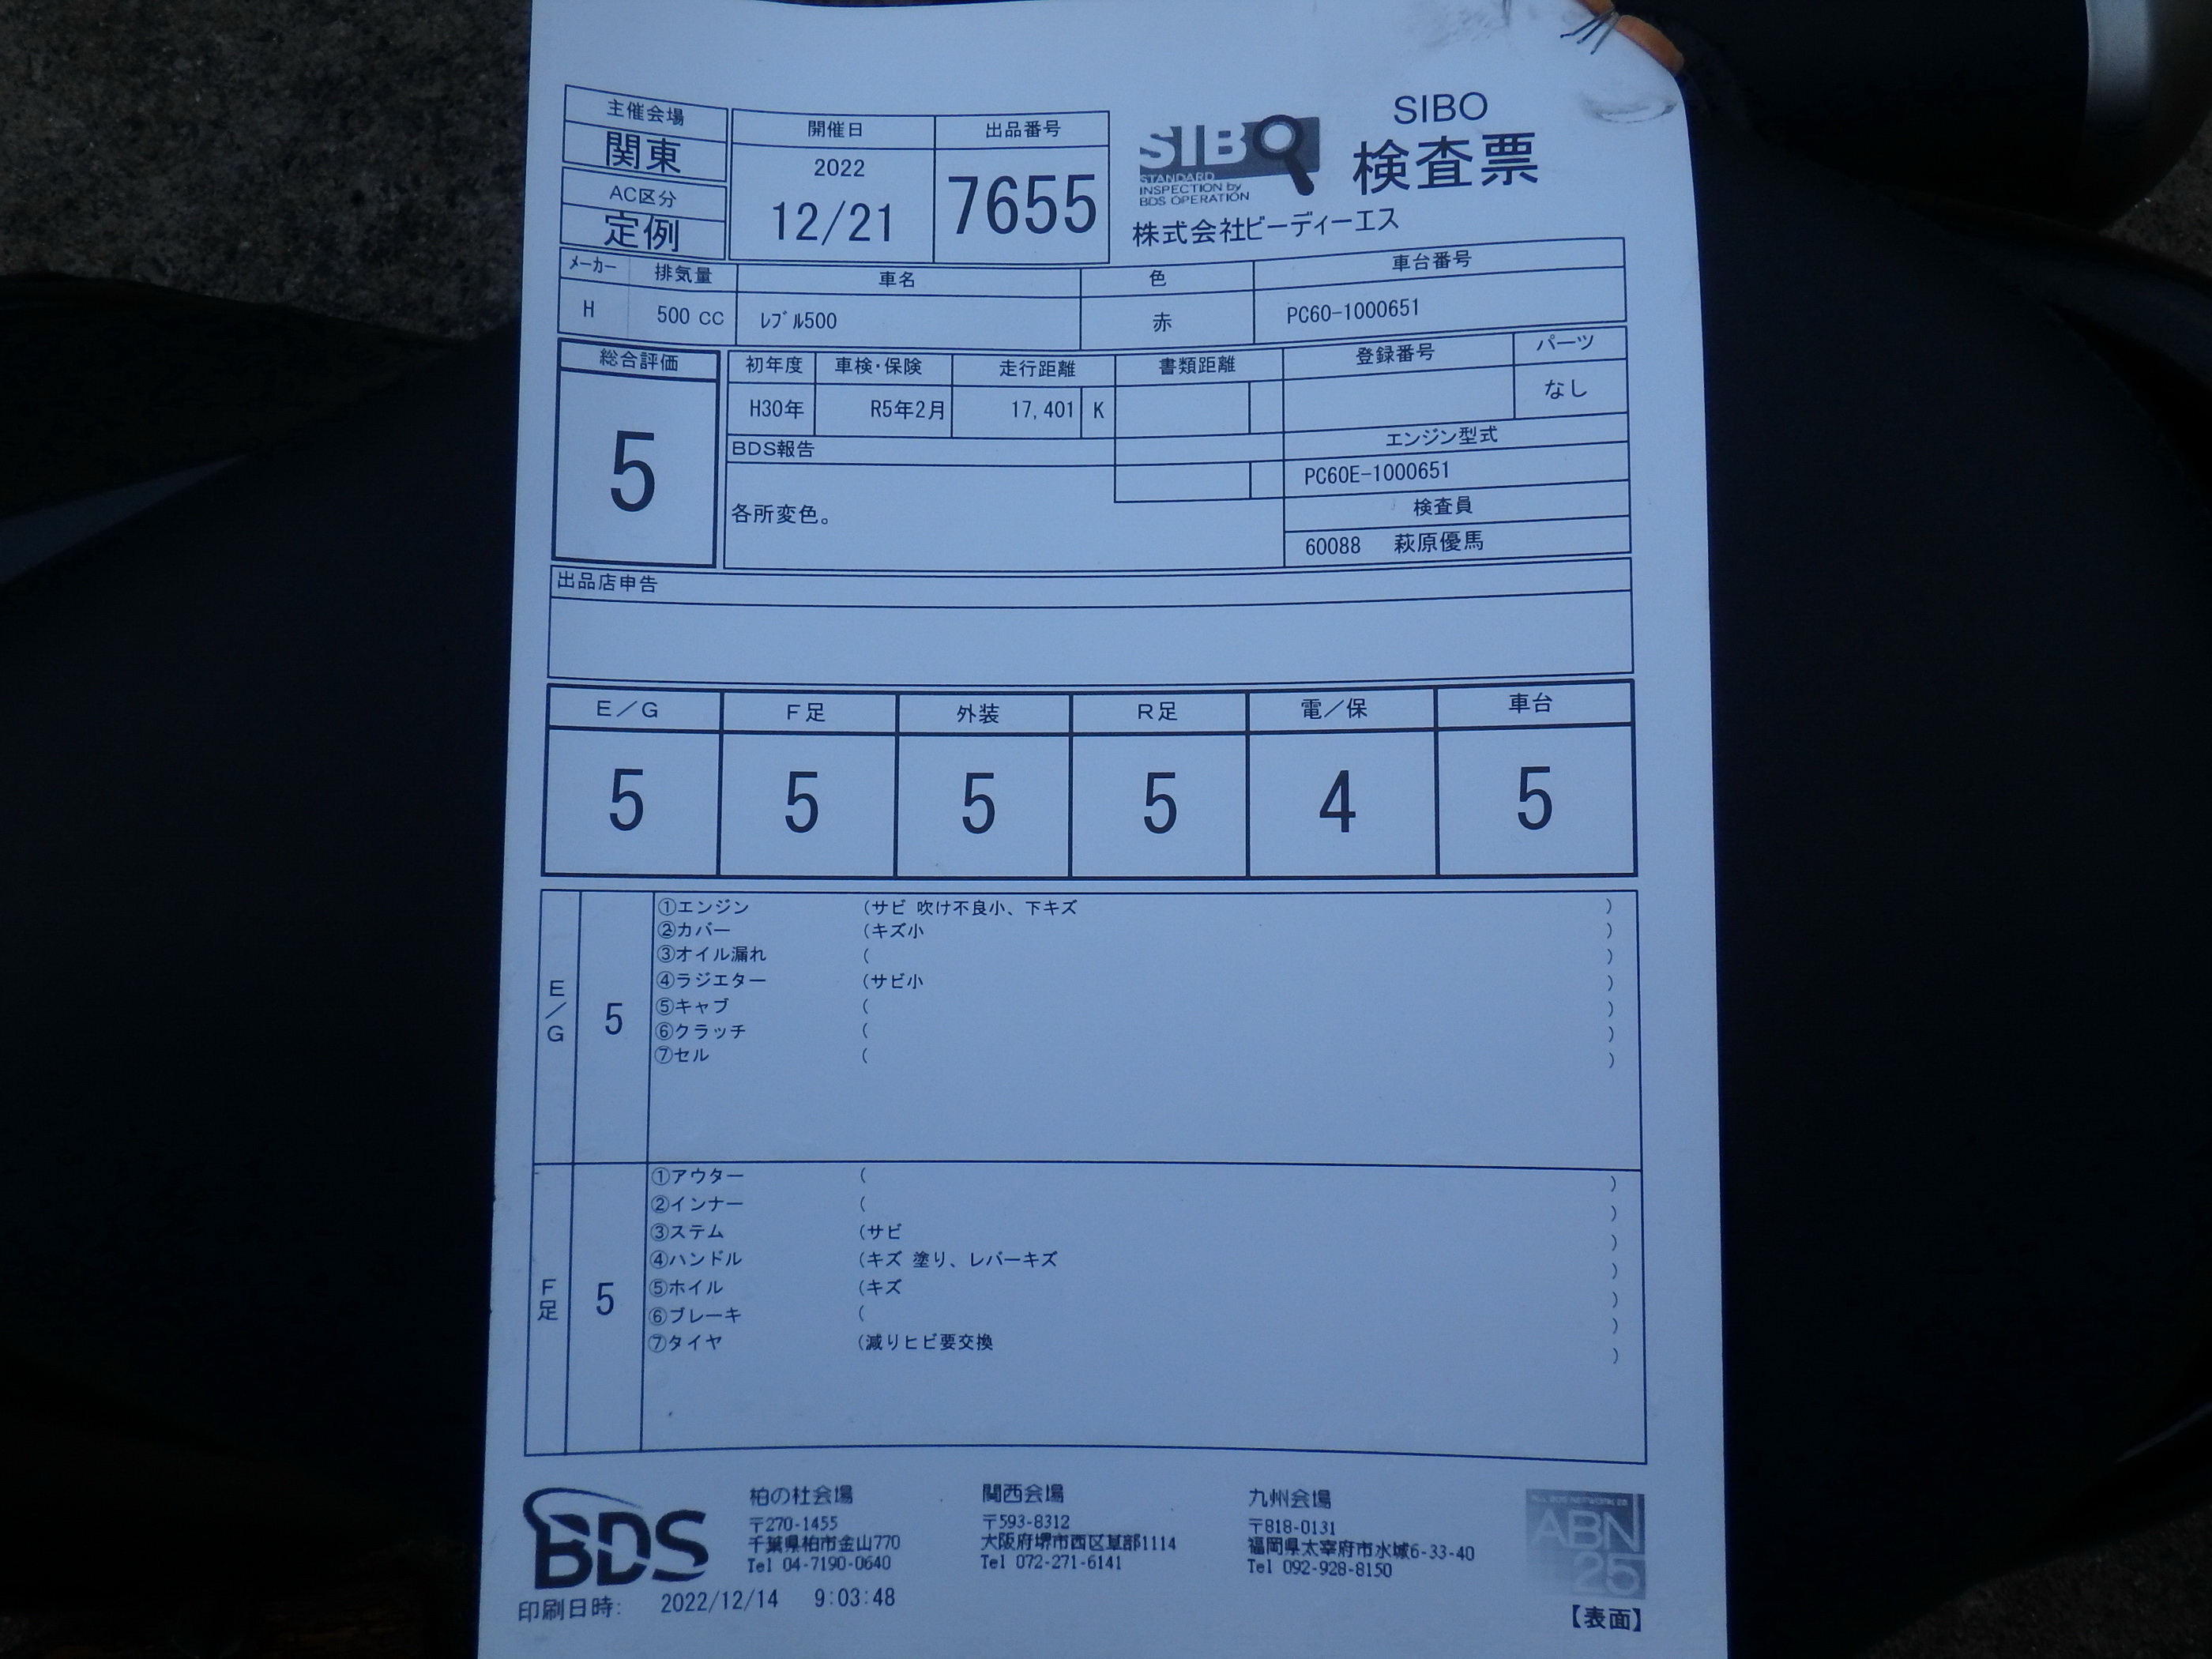 主催会場
関東
AC区分
定例
開催日
2022
12/21
出品番号
7655
SIBO
STANDARD
INSPECTION by
BDS OPERATION
SIBO
検査票
株式会社ビーディーエス
ﾒｰｶｰ 排気量 車名 色 車台番号
H 500 CC ﾚﾌﾞﾙ500 赤 PC60-1000651
総合評価
5
初年度 車検・保険 走行距離 書類距離 登録番号 パーツ
H30年 R5年2月 17,401 K なし
BDS報告
各所変色。
エンジン型式
PC60E-1000651
検査員
60088 萩原優馬
出品店申告
E/G F足 外装 R足 電/保 車台
5 5 5 5 4 5
E/G
5
①エンジン (サビ 吹け不良小、下キズ )
②カバー (キズ小 )
③オイル漏れ ( )
④ラジエター (サビ小 )
⑤キャブ ( )
⑥クラッチ ( )
⑦セル ( )
F足
5
①アウター ( )
②インナー ( )
③ステム (サビ )
④ハンドル (キズ 塗り、レバーキズ )
⑤ホイル (キズ )
⑥ブレーキ ( )
⑦タイヤ (減りヒビ要交換 )
BDS
柏の杜会場
〒270-1455
千葉県柏市金山770
Tel 04-7190-0640
関西会場
〒593-8312
大阪府堺市西区草部1114
Tel 072-271-6141
九州会場
〒818-0131
福岡県太宰府市水城6-33-40
Tel 092-928-8150
ABN
25
印刷日時: 2022/12/14 9:03:48
【表面】